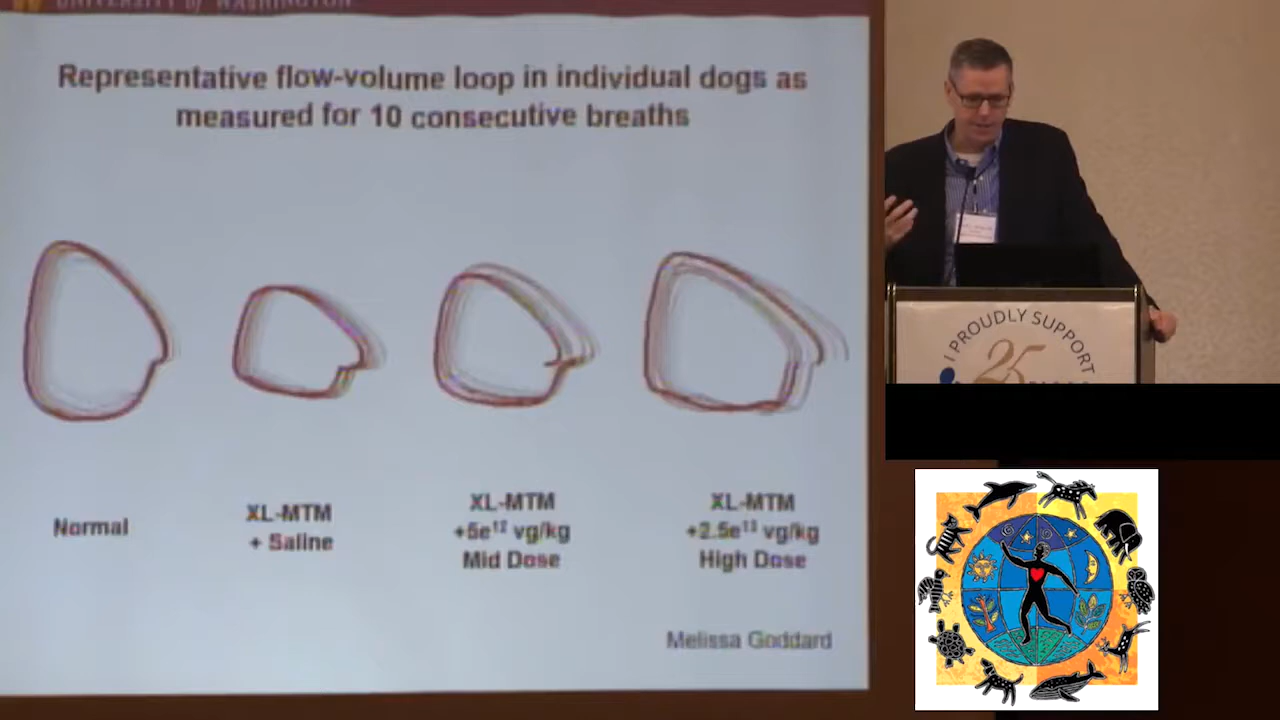 UNIVERSITY of WASHINGTON
Representative flow-volume loop in individual dogs as
measured for 10 consecutive breaths
Normal
XL-MTM
+ Saline
XL-MTM
+5e¹² vg/kg
Mid Dose
XL-MTM
+2.5e¹³ vg/kg
High Dose
Melissa Goddard
I PROUDLY SUPPORT
25